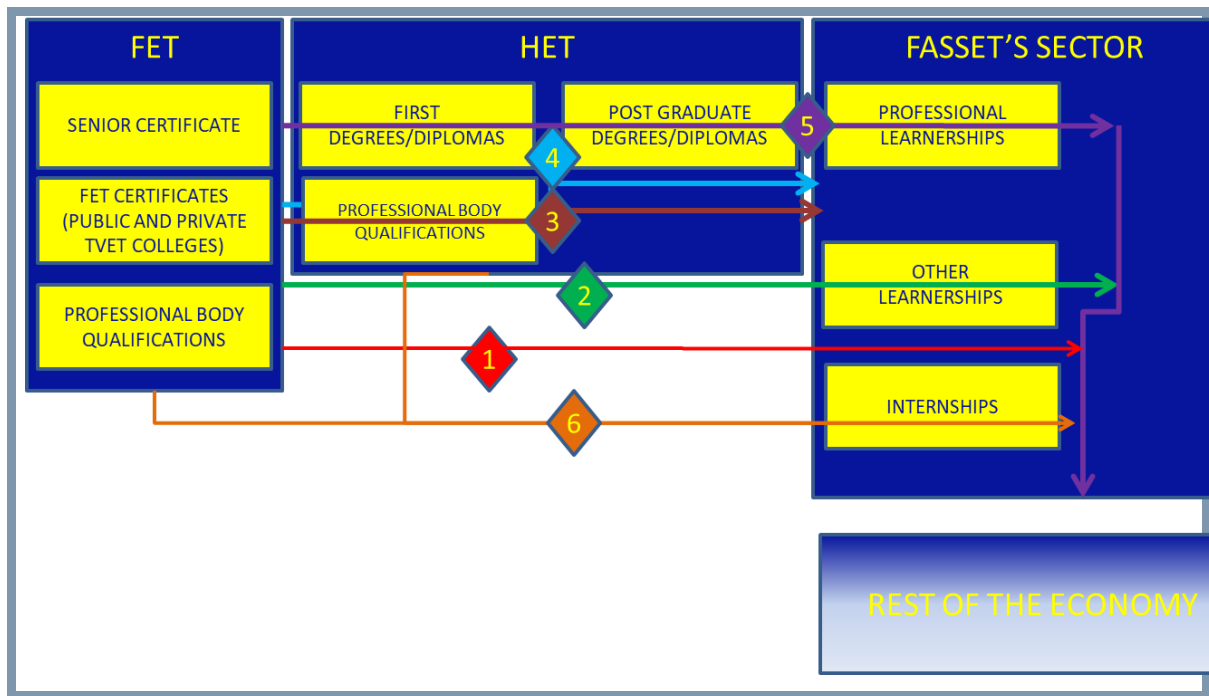 FET
HET
FASSET'S SECTOR
SENIOR CERTIFICATE
FIRST
DEGREES/DIPLOMAS
POST GRADUATE
DEGREES/DIPLOMAS
5
PROFESSIONAL
LEARNERSHIPS
4
FET CERTIFICATES
(PUBLIC AND PRIVATE
TVET COLLEGES)
PROFESSIONAL BODY
QUALIFICATIONS
3
OTHER
LEARNERSHIPS
2
PROFESSIONAL BODY
QUALIFICATIONS
1
INTERNSHIPS
6
REST OF THE ECONOMY